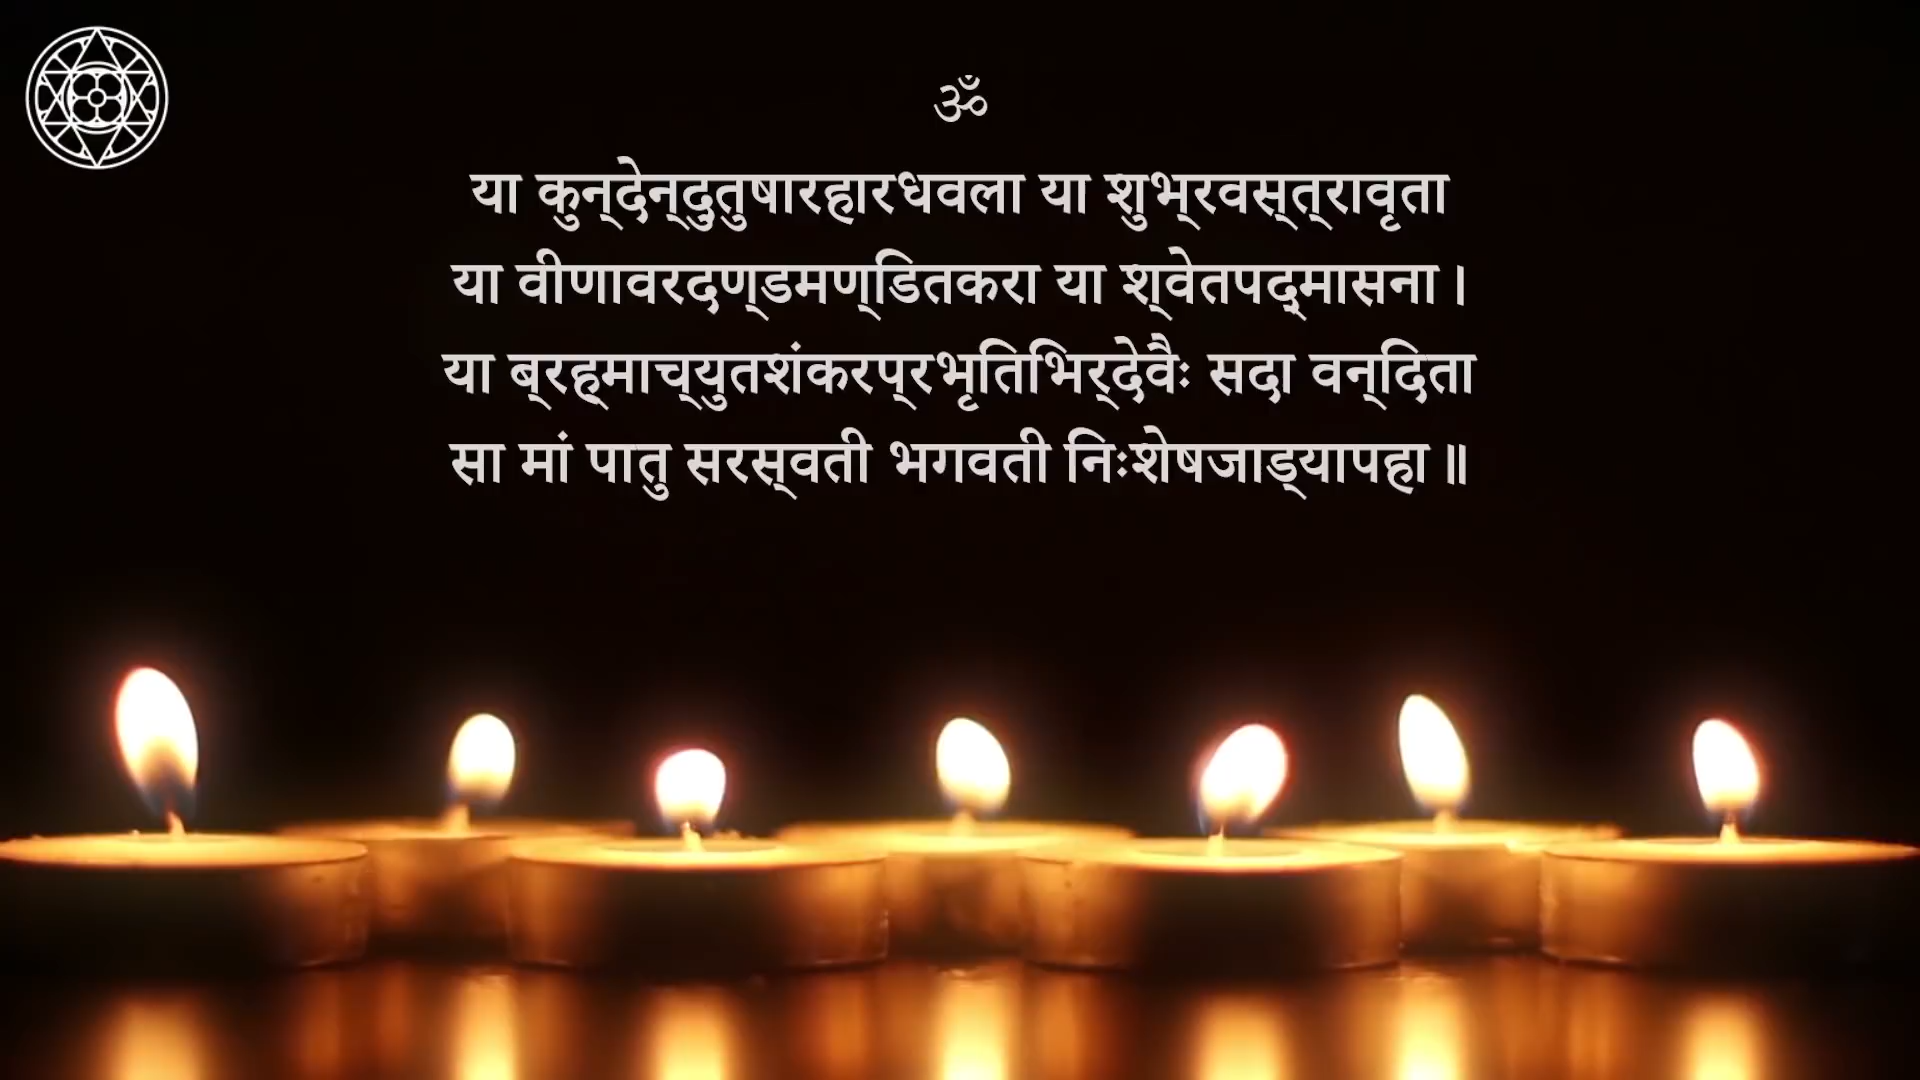 ॐ
या कुन्देन्दुतुषारहारधवला या शुभ्रवस्त्रावृता
या वीणावरदण्डमण्डितकरा या श्वेतपद्मासना।
या ब्रह्माच्युतशंकरप्रभृतिभिर्देवैः सदा वन्दिता
सा मां पातु सरस्वती भगवती निःशेषजाड्यापहा॥